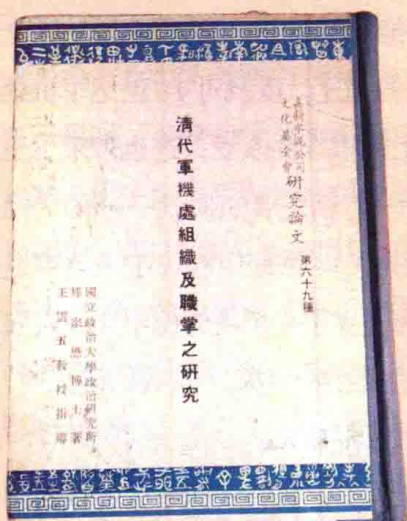 嘉新水泥公司
文化基金會
研究論文
第六十九種
清代軍機處組織及職掌之研究
國立政治大學政治研究所
傅宗懋博士著
王雲五教授指導